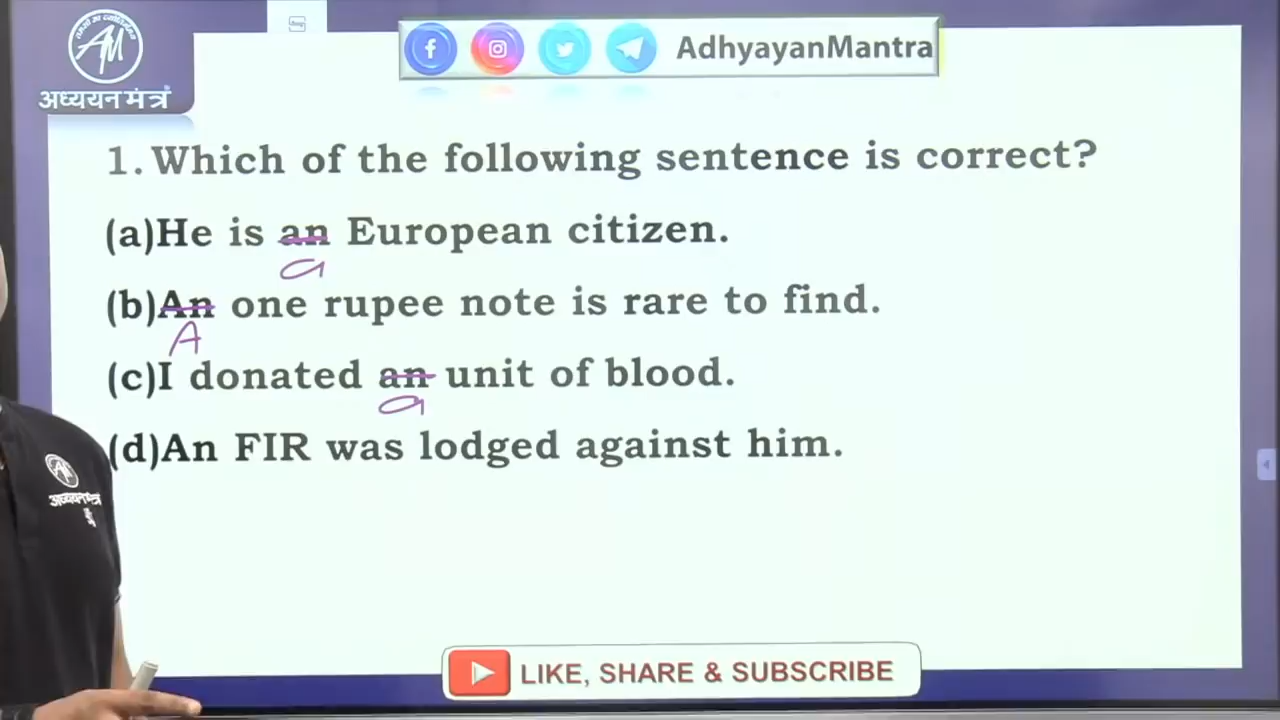 AdhyayanMantra
अध्ययन मंत्र
1. Which of the following sentence is correct?
(a)He is an European citizen.
a
(b)An one rupee note is rare to find.
A
(c)I donated an unit of blood.
a
(d)An FIR was lodged against him.
अध्ययन मंत्र
LIKE, SHARE & SUBSCRIBE